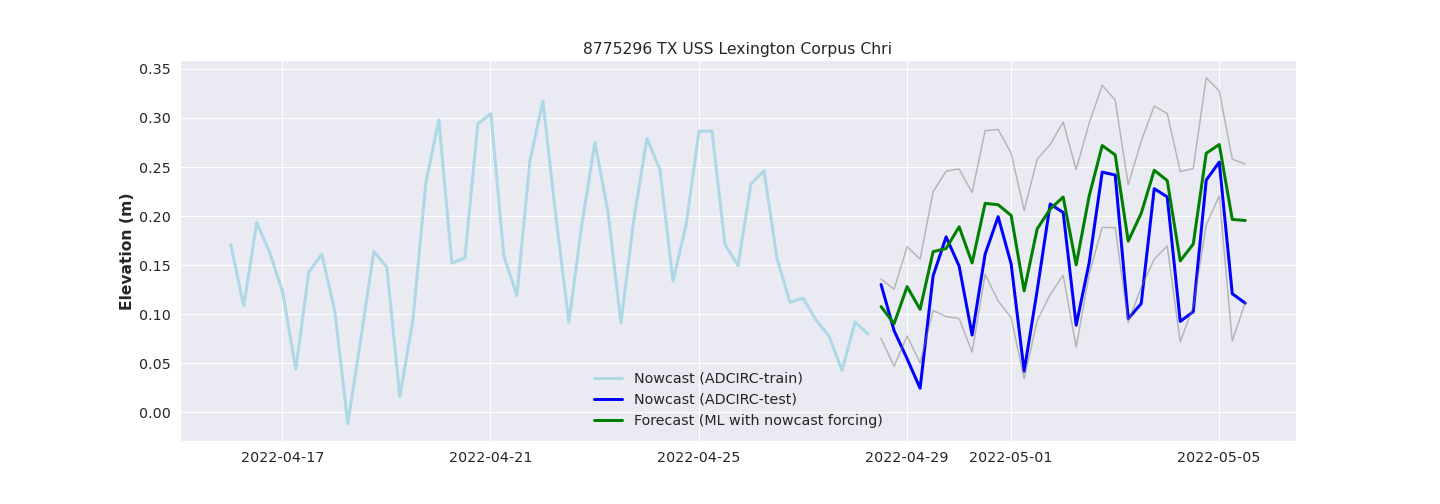 8775296 TX USS Lexington Corpus Chri
0.35
0.30
0.25
0.20
0.15
0.10
0.05
0.00
Elevation (m)
Nowcast (ADCIRC-train)
Nowcast (ADCIRC-test)
Forecast (ML with nowcast forcing)
2022-04-17 2022-04-21 2022-04-25 2022-04-29 2022-05-01 2022-05-05